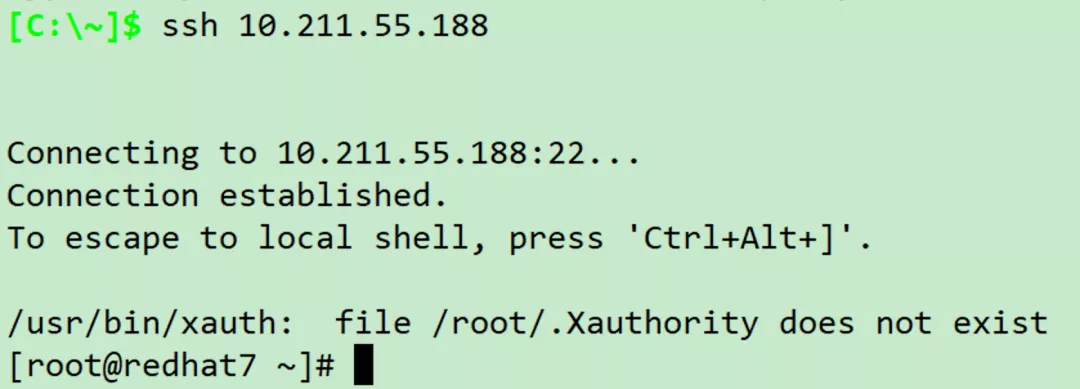 [C:\~]$ ssh 10.211.55.188
Connecting to 10.211.55.188:22...
Connection established.
To escape to local shell, press 'Ctrl+Alt+]'.
/usr/bin/xauth:  file /root/.Xauthority does not exist
[root@redhat7 ~]#